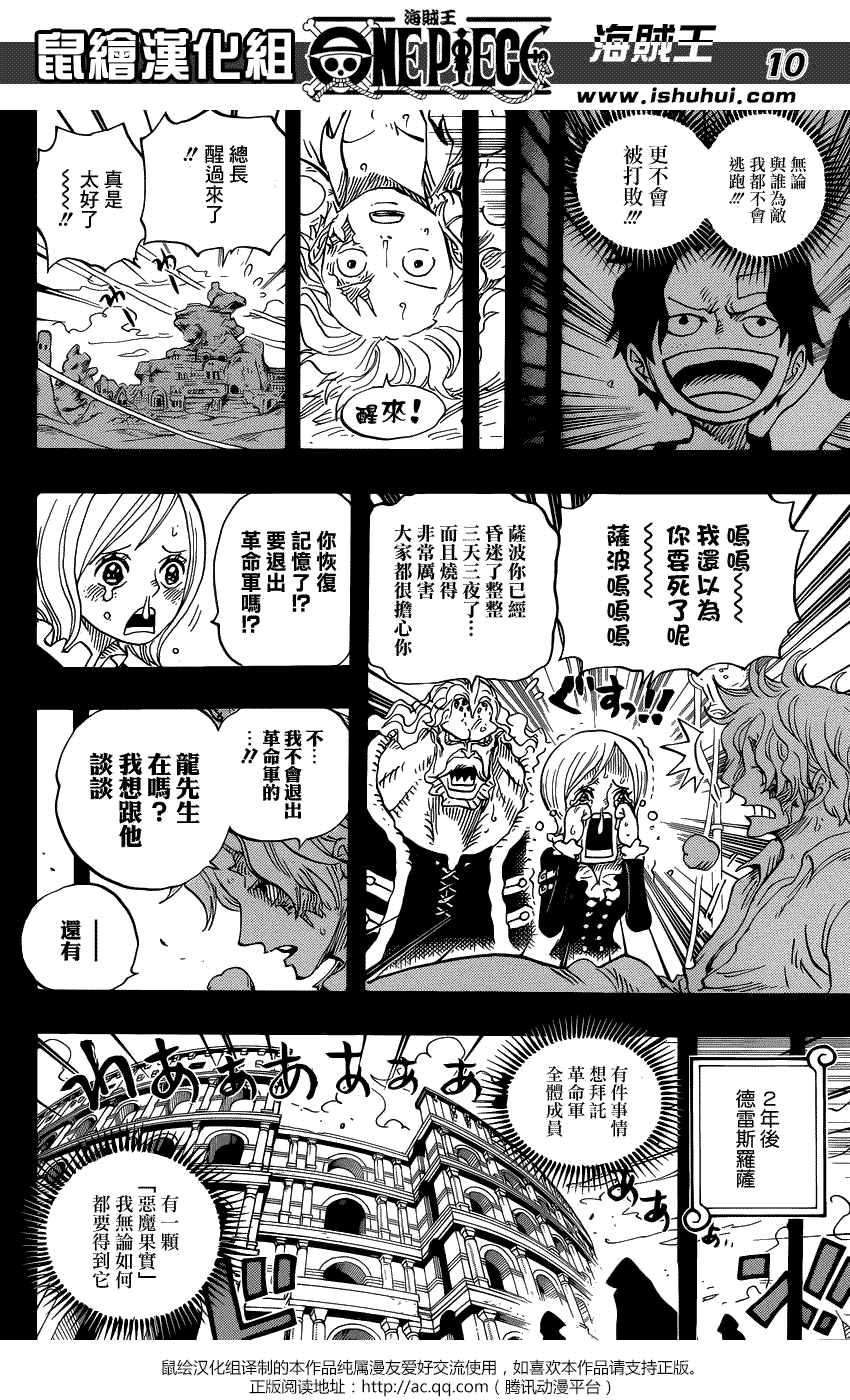 鼠繪漢化組
海賊王
ONE PIECE
海賊王
10
www.ishuhui.com
無論
與誰為敵
我都不會
逃跑!!!
更不會
被打敗!!!
醒來!
總長
醒過來了
!!
真是
太好了
~~~!!
嗚嗚~~
我還以為
你要死了呢
~~~~
薩波嗚嗚嗚
薩波你已經
昏迷了整整
三天三夜了…
而且燒得
非常厲害
大家都很擔心你
ぐすっ!!
你恢復
記憶了!?
要退出
革命軍嗎!?
不…
我不會退出
革命軍的
…!!
龍先生
在嗎?
我想跟他
談談
還有
——
2年後
德雷斯羅薩
有件事情
想拜託
革命軍
全體成員
わぁぁぁぁぁぁぁ
ぁぁ
有一顆
「惡魔果實」
我無論如何
都要得到它
鼠绘汉化组译制的本作品纯属漫友爱好交流使用，如喜欢本作品请支持正版。
正版阅读地址：http://ac.qq.com（腾讯动漫平台）